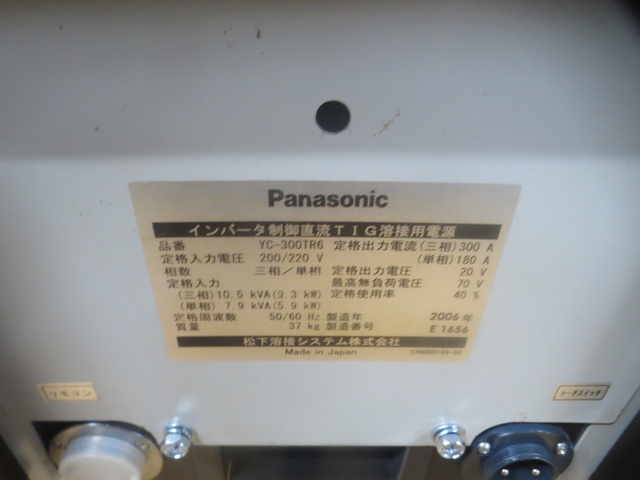 Panasonic
インバータ制御直流TIG溶接用電源
品番 YC-300TR6 定格出力電流(三相)300 A
定格入力電圧 200/220 V (単相)180 A
相数 三相/単相 定格出力電圧 20 V
定格入力 最高無負荷電圧 70 V
(三相)10.5 kVA(9.3 kW) 定格使用率 40 %
(単相) 7.9 kVA(5.9 kW)
定格周波数 50/60 Hz 製造年 2006 年
質量 37 kg 製造番号 E 1656
松下溶接システム株式会社
Made in Japan
リモコン
トーチスイッチ